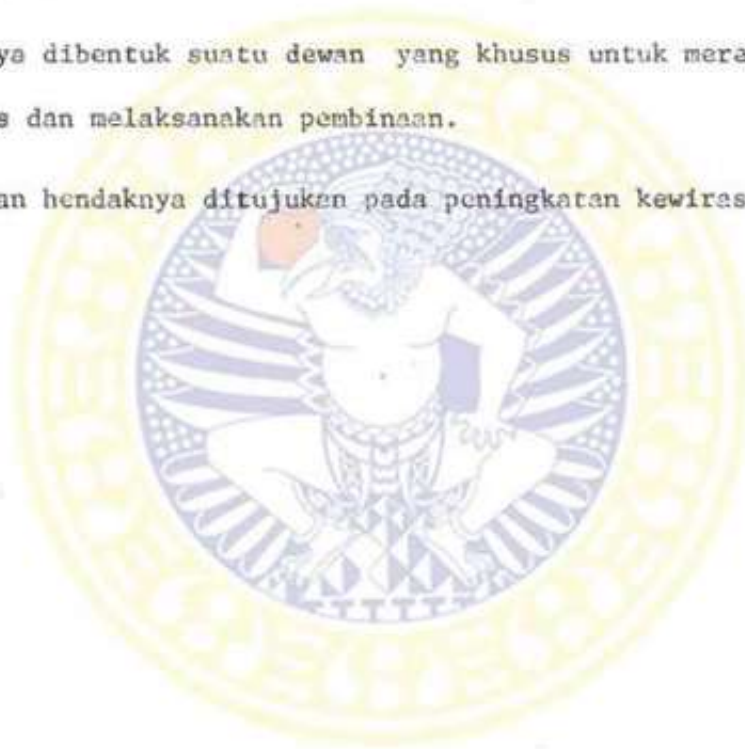 ya dibentuk suatu dewan yang khusus untuk mera
s dan melaksanakan pembinaan.
an hendaknya ditujukan pada peningkatan kewiras